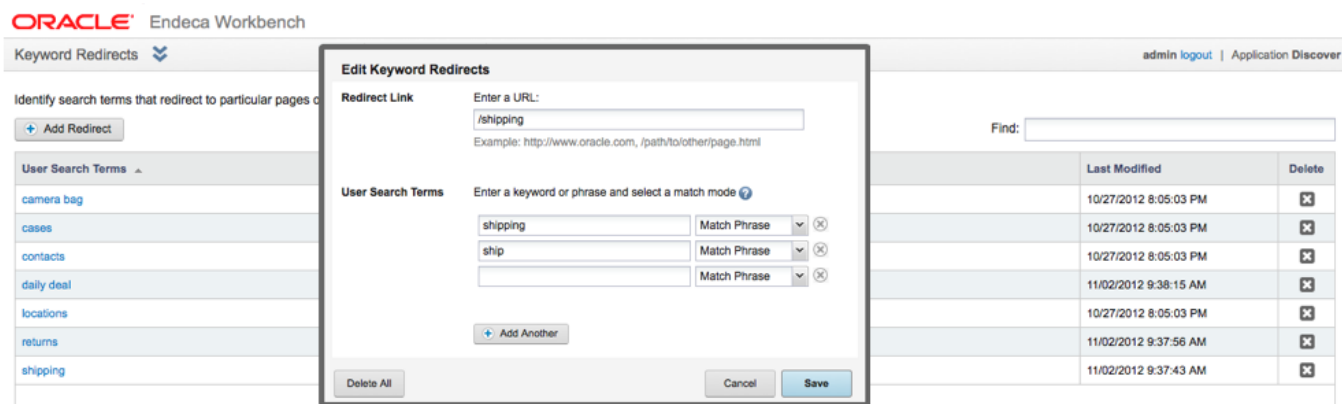 ORACLE Endeca Workbench
Keyword Redirects
admin logout | Application Discover
Identify search terms that redirect to particular pages o
Add Redirect
Find:
User Search Terms
Last Modified
Delete
camera bag
10/27/2012 8:05:03 PM
cases
10/27/2012 8:05:03 PM
contacts
10/27/2012 8:05:03 PM
daily deal
11/02/2012 9:38:15 AM
locations
10/27/2012 8:05:03 PM
returns
11/02/2012 9:37:56 AM
shipping
11/02/2012 9:37:43 AM
Edit Keyword Redirects
Redirect Link
Enter a URL:
/shipping
Example: http://www.oracle.com, /path/to/other/page.html
User Search Terms
Enter a keyword or phrase and select a match mode ?
shipping Match Phrase
ship Match Phrase
Match Phrase
Add Another
Delete All
Cancel
Save